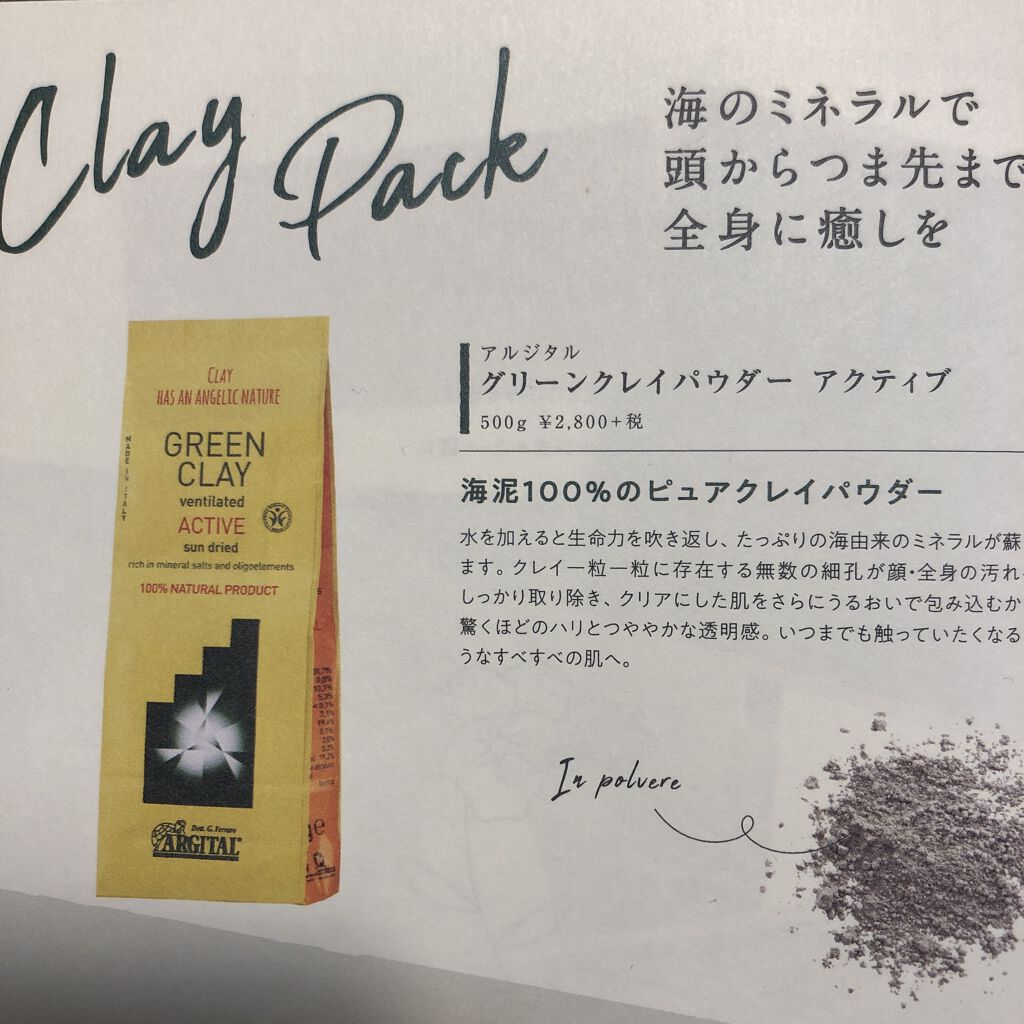 Clay Pack
海のミネラルで
頭からつま先まで
全身に癒しを
アルジタル
グリーンクレイパウダー アクティブ
500g ¥2,800+税
海泥100%のピュアクレイパウダー
水を加えると生命力を吹き返し、たっぷりの海由来のミネラルが蘇
ます。クレイ一粒一粒に存在する無数の細孔が顔・全身の汚れ
しっかり取り除き、クリアにした肌をさらにうるおいで包み込むか
驚くほどのハリとつややかな透明感。いつまでも触っていたくなる
うなすべすべの肌へ。
In polvere
CLAY
HAS AN ANGELIC NATURE
MADE IN ITALY
GREEN
CLAY
ventilated
ACTIVE
sun dried
rich in mineral salts and oligoelements
100% NATURAL PRODUCT
Dott. G. Ferraro
ARGITAL